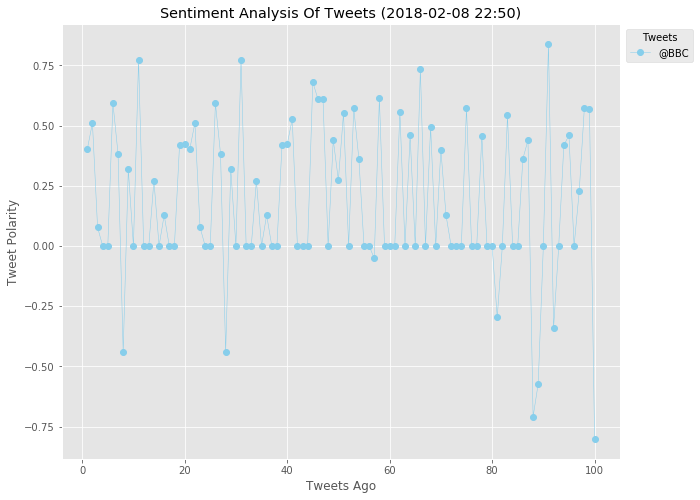 Sentiment Analysis Of Tweets (2018-02-08 22:50)
Tweets
@BBC
0.75
0.50
0.25
0.00
−0.25
−0.50
−0.75
Tweet Polarity
0 20 40 60 80 100
Tweets Ago